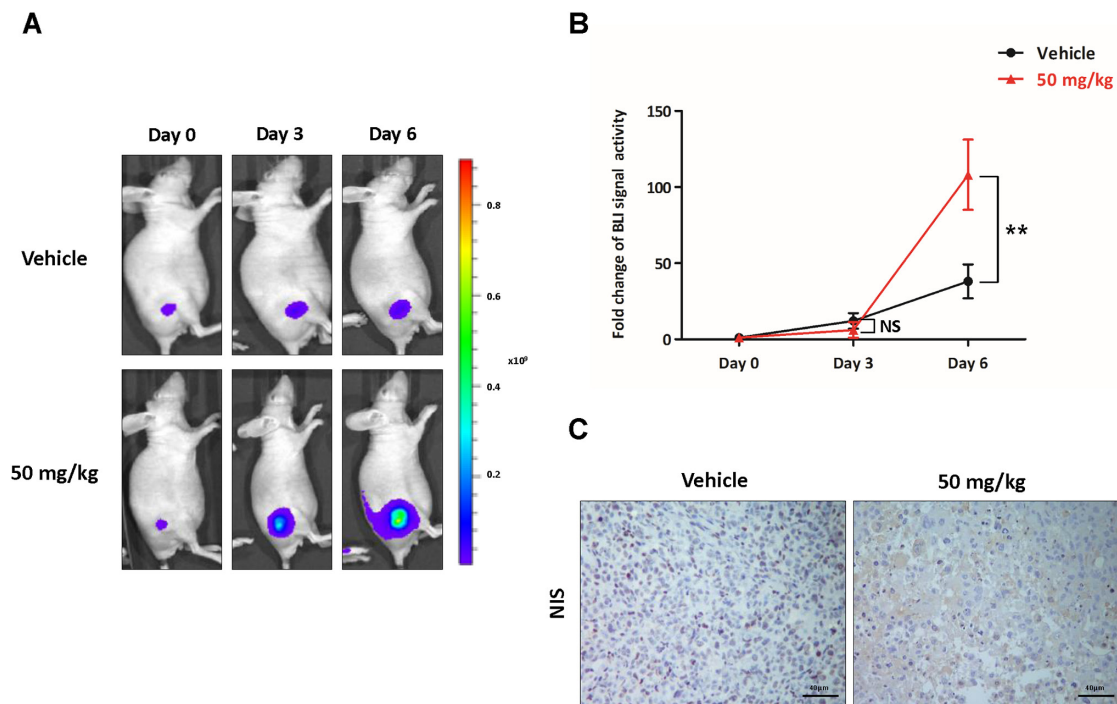 A
Day 0 Day 3 Day 6
Vehicle
50 mg/kg
0.8
0.6
x10⁹
0.4
0.2
B
Vehicle
50 mg/kg
Fold change of BLI signal activity
150
100
50
0
**
NS
Day 0 Day 3 Day 6
C
Vehicle 50 mg/kg
NIS
40μm 40μm